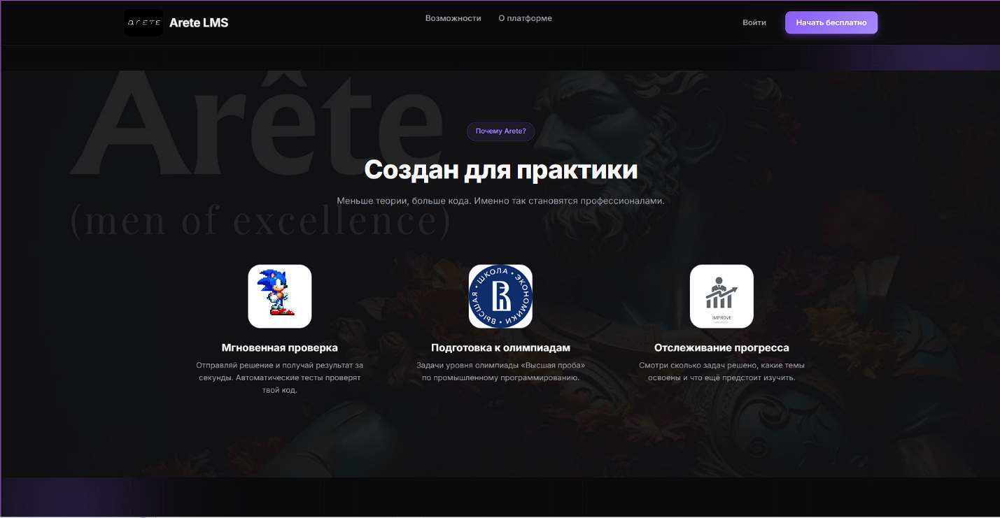 ARETE
Arete LMS
Возможности
О платформе
Войти
Начать бесплатно
Arête
(men of excellence)
Почему Arete?
Создан для практики
Меньше теории, больше кода. Именно так становятся профессионалами.
ВЫСШАЯ • ШКОЛА • ЭКОНОМИКИ •
IMPROVE
Мгновенная проверка
Отправляй решение и получай результат за
секунды. Автоматические тесты проверят
твой код.
Подготовка к олимпиадам
Задачи уровня олимпиады «Высшая проба»
по промышленному программированию.
Отслеживание прогресса
Смотри сколько задач решено, какие темы
освоены и что ещё предстоит изучить.